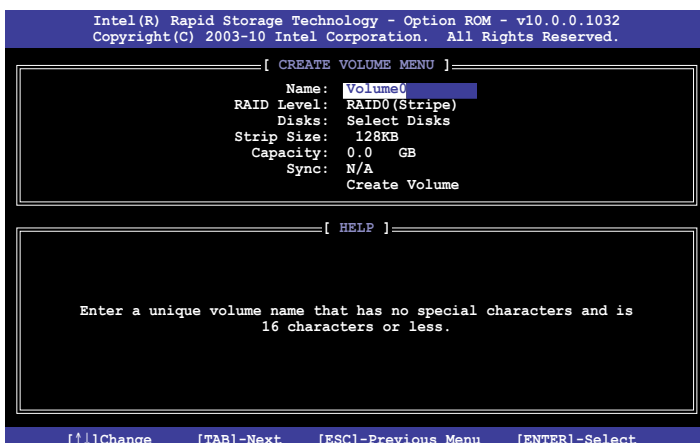 Intel(R) Rapid Storage Technology - Option ROM - v10.0.0.1032
Copyright(C) 2003-10 Intel Corporation.  All Rights Reserved.
[ CREATE VOLUME MENU ]
Name: Volume0
RAID Level: RAID0(Stripe)
Disks: Select Disks
Strip Size: 128KB
Capacity: 0.0 GB
Sync: N/A
Create Volume
[ HELP ]
Enter a unique volume name that has no special characters and is
16 characters or less.
[↑↓]Change [TAB]-Next [ESC]-Previous Menu [ENTER]-Select